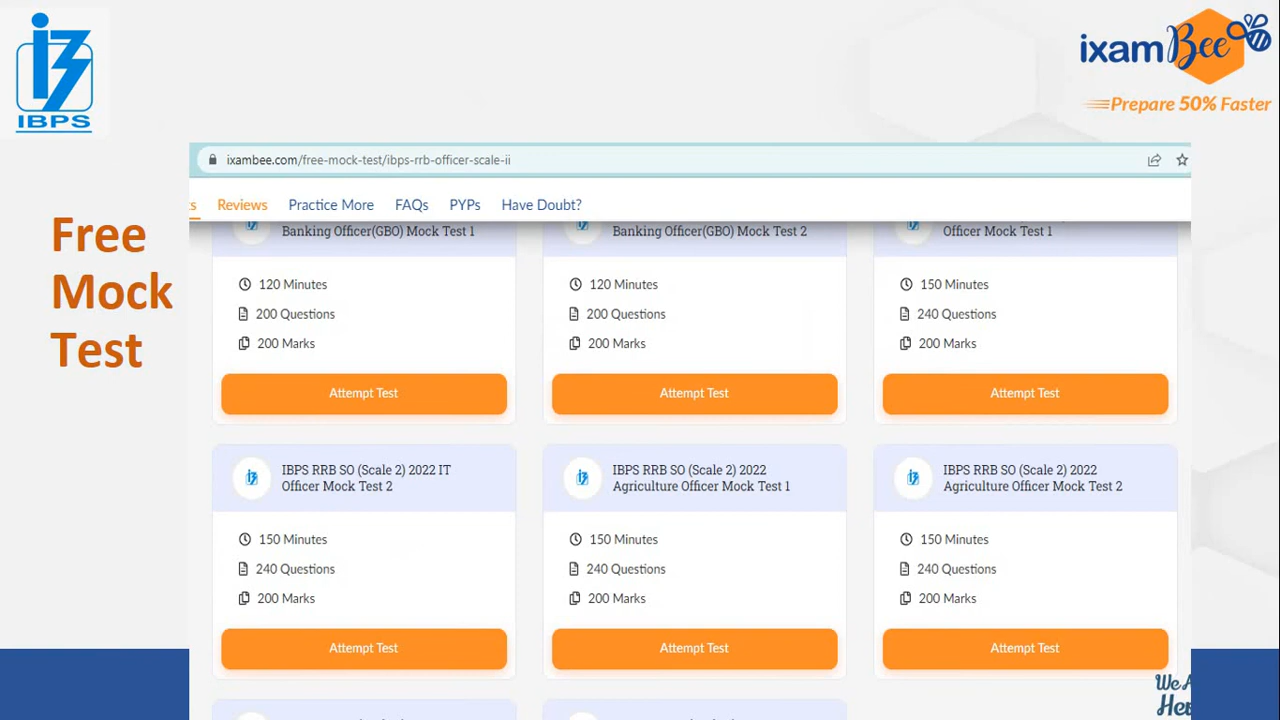 IBPS
ixamBee
Prepare 50% Faster
Free
Mock
Test
ixambee.com/free-mock-test/ibps-rrb-officer-scale-ii
Reviews Practice More FAQs PYPs Have Doubt?
Banking Officer(GBO) Mock Test 1
120 Minutes
200 Questions
200 Marks
Attempt Test
Banking Officer(GBO) Mock Test 2
120 Minutes
200 Questions
200 Marks
Attempt Test
Officer Mock Test 1
150 Minutes
240 Questions
200 Marks
Attempt Test
IBPS RRB SO (Scale 2) 2022 IT
Officer Mock Test 2
150 Minutes
240 Questions
200 Marks
Attempt Test
IBPS RRB SO (Scale 2) 2022
Agriculture Officer Mock Test 1
150 Minutes
240 Questions
200 Marks
Attempt Test
IBPS RRB SO (Scale 2) 2022
Agriculture Officer Mock Test 2
150 Minutes
240 Questions
200 Marks
Attempt Test
We